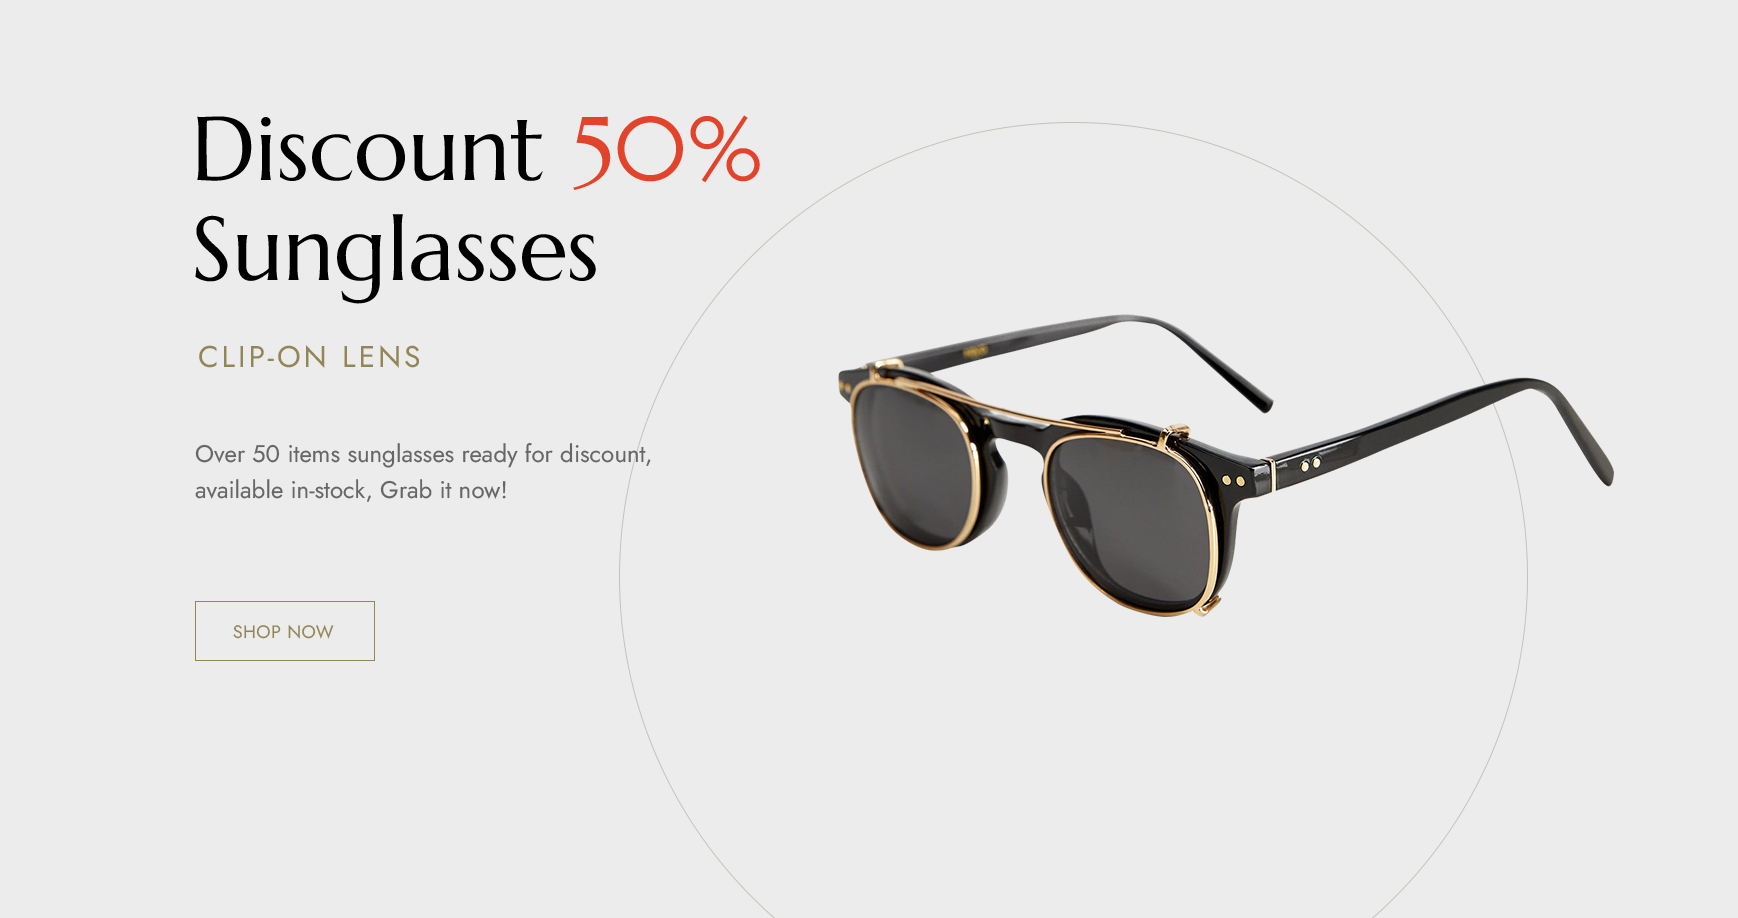 Discount 50%
Sunglasses
CLIP-ON LENS
Over 50 items sunglasses ready for discount,
available in-stock, Grab it now!
SHOP NOW